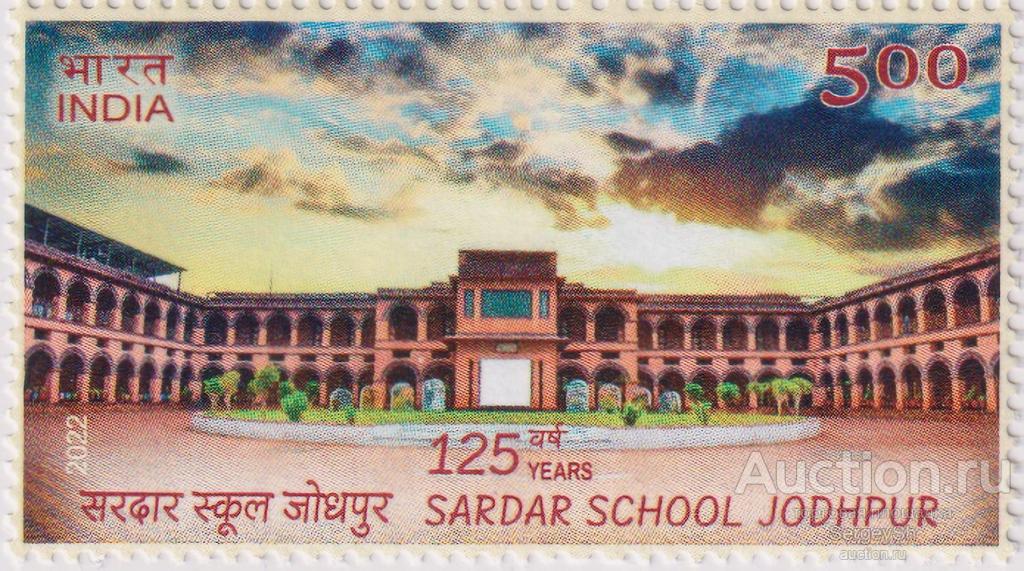 भारत
INDIA
500
2022
125 वर्ष
YEARS
सरदार स्कूल जोधपुर SARDAR SCHOOL JODHPUR
Auction.ru
SergeySh
auction.ru